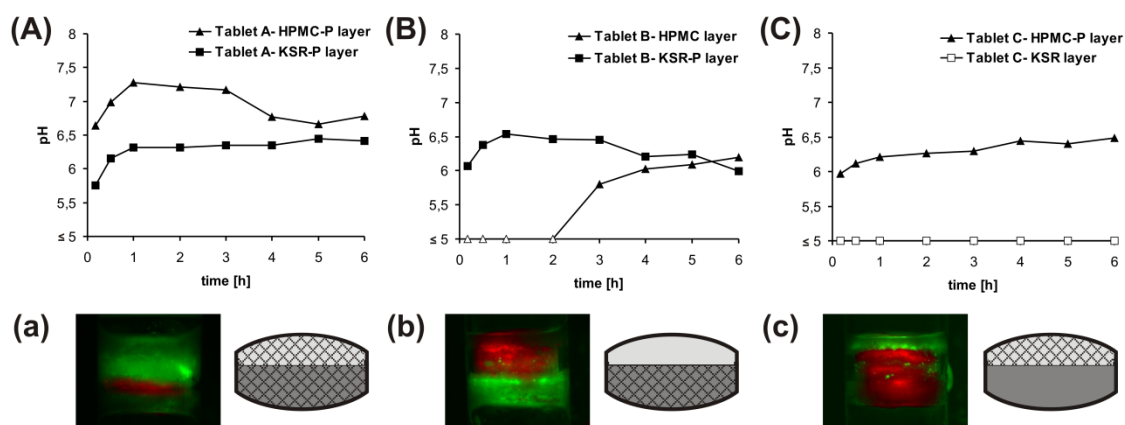 (A)
Tablet A- HPMC-P layer
Tablet A- KSR-P layer
8
7,5
7
6,5
6
5,5
≤ 5
pH
0 1 2 3 4 5 6
time [h]
(B)
Tablet B- HPMC layer
Tablet B- KSR-P layer
8
7,5
7
6,5
6
5,5
≤ 5
pH
0 1 2 3 4 5 6
time [h]
(C)
Tablet C- HPMC-P layer
Tablet C- KSR layer
8
7,5
7
6,5
6
5,5
≤ 5
pH
0 1 2 3 4 5 6
time [h]
(a)
(b)
(c)